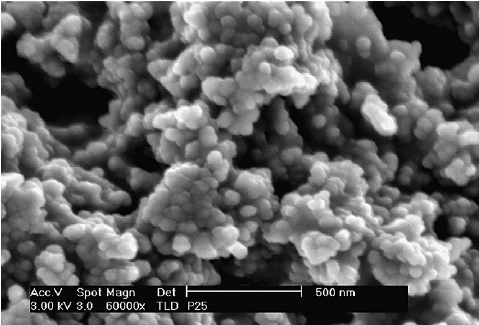 Acc.V Spot Magn Det 500 nm
3.00 kV 3.0 60000x TLD P25